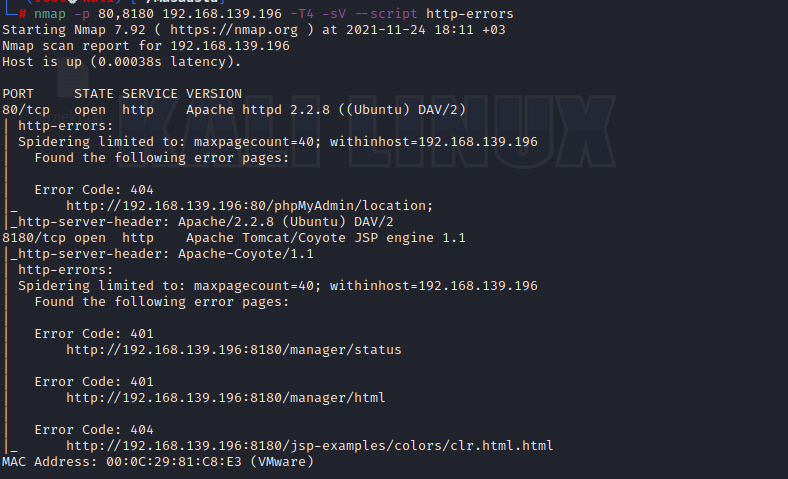 # nmap -p 80,8180 192.168.139.196 -T4 -sV --script http-errors
Starting Nmap 7.92 ( https://nmap.org ) at 2021-11-24 18:11 +03
Nmap scan report for 192.168.139.196
Host is up (0.00038s latency).
PORT     STATE SERVICE VERSION
80/tcp   open  http    Apache httpd 2.2.8 ((Ubuntu) DAV/2)
| http-errors:
| Spidering limited to: maxpagecount=40; withinhost=192.168.139.196
|   Found the following error pages:
|
|   Error Code: 404
|_      http://192.168.139.196:80/phpMyAdmin/location;
|_http-server-header: Apache/2.2.8 (Ubuntu) DAV/2
8180/tcp open  http    Apache Tomcat/Coyote JSP engine 1.1
|_http-server-header: Apache-Coyote/1.1
| http-errors:
| Spidering limited to: maxpagecount=40; withinhost=192.168.139.196
|   Found the following error pages:
|
|   Error Code: 401
|       http://192.168.139.196:8180/manager/status
|
|   Error Code: 401
|       http://192.168.139.196:8180/manager/html
|
|   Error Code: 404
|_      http://192.168.139.196:8180/jsp-examples/colors/clr.html.html
MAC Address: 00:0C:29:81:C8:E3 (VMware)
KALI LINUX